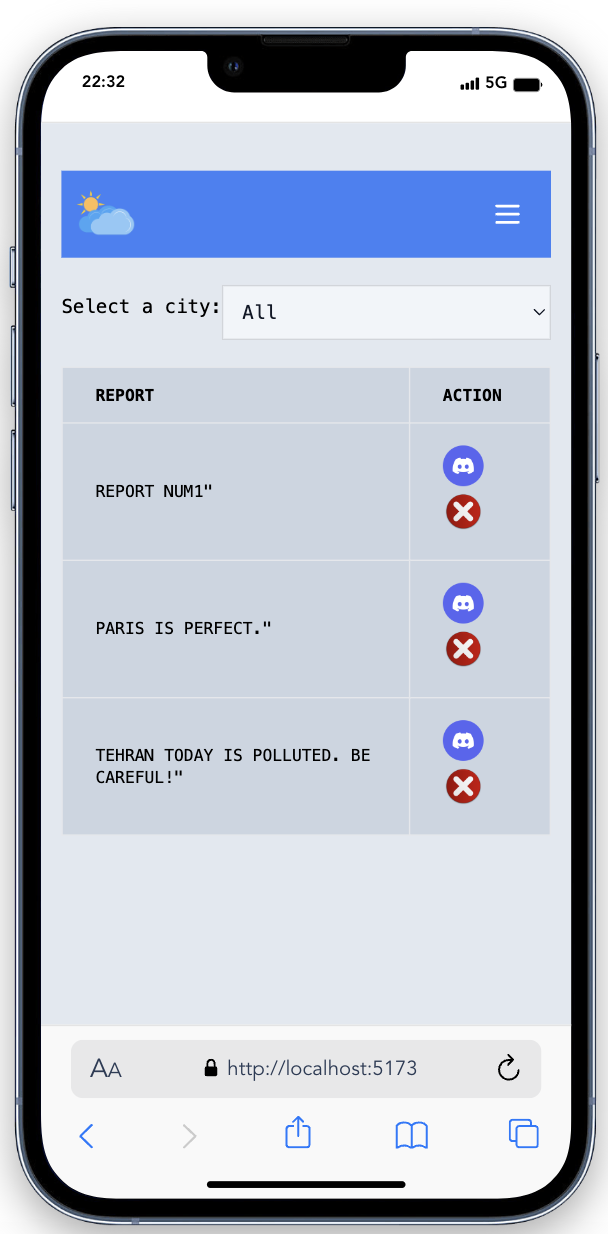 22:32
5G
Select a city:
All
REPORT
ACTION
REPORT NUM1"
PARIS IS PERFECT."
TEHRAN TODAY IS POLLUTED. BE
CAREFUL!"
AA
http://localhost:5173